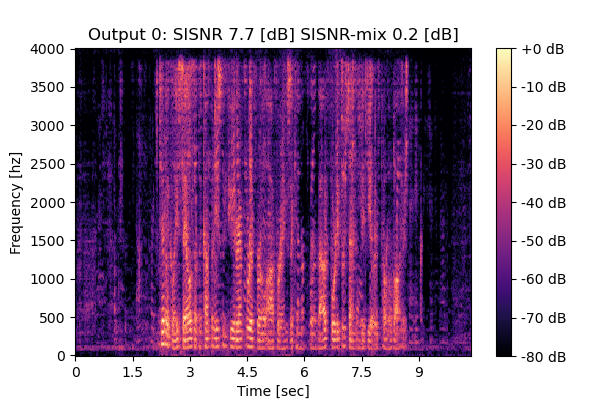 Output 0: SISNR 7.7 [dB] SISNR-mix 0.2 [dB]
4000
3500
3000
2500
2000
1500
1000
500
0
Frequency [hz]
0 1.5 3 4.5 6 7.5 9
Time [sec]
+0 dB
-10 dB
-20 dB
-30 dB
-40 dB
-50 dB
-60 dB
-70 dB
-80 dB